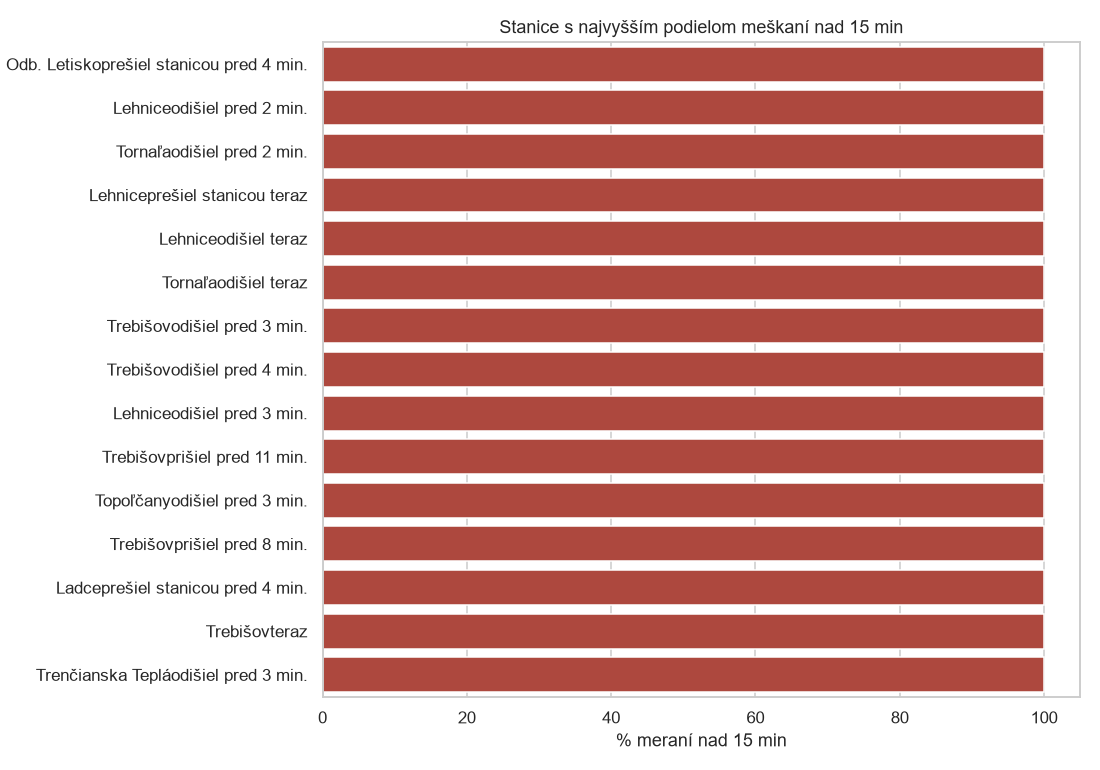 Stanice s najvyšším podielom meškaní nad 15 min
Odb. Letiskoprešiel stanicou pred 4 min.
Lehniceodišiel pred 2 min.
Tornaľaodišiel pred 2 min.
Lehniceprešiel stanicou teraz
Lehniceodišiel teraz
Tornaľaodišiel teraz
Trebišovodišiel pred 3 min.
Trebišovodišiel pred 4 min.
Lehniceodišiel pred 3 min.
Trebišovprišiel pred 11 min.
Topoľčanyodišiel pred 3 min.
Trebišovprišiel pred 8 min.
Ladceprešiel stanicou pred 4 min.
Trebišovteraz
Trenčianska Tepláodišiel pred 3 min.
0 20 40 60 80 100
% meraní nad 15 min